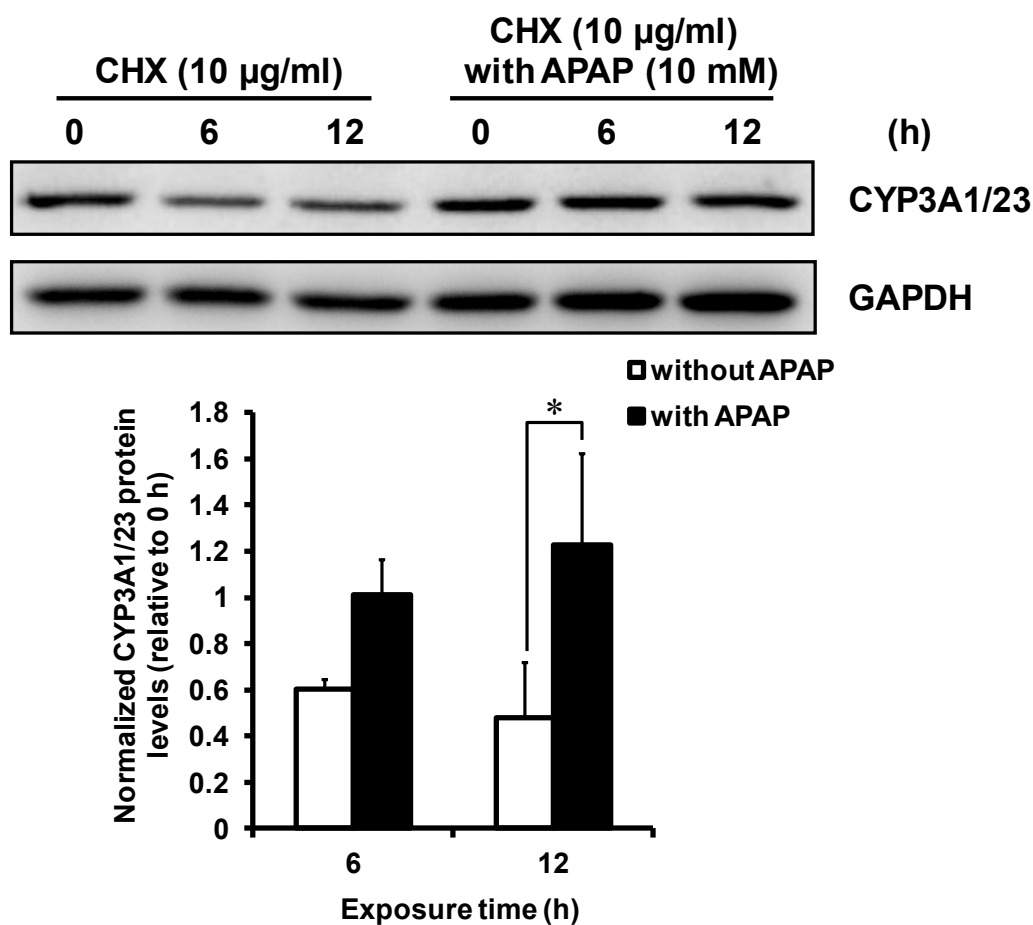 CHX (10 µg/ml)
CHX (10 µg/ml)
with APAP (10 mM)
0 6 12 0 6 12 (h)
CYP3A1/23
GAPDH
without APAP
with APAP
*
Normalized CYP3A1/23 protein
levels (relative to 0 h)
1.8
1.6
1.4
1.2
1
0.8
0.6
0.4
0.2
0
6 12
Exposure time (h)